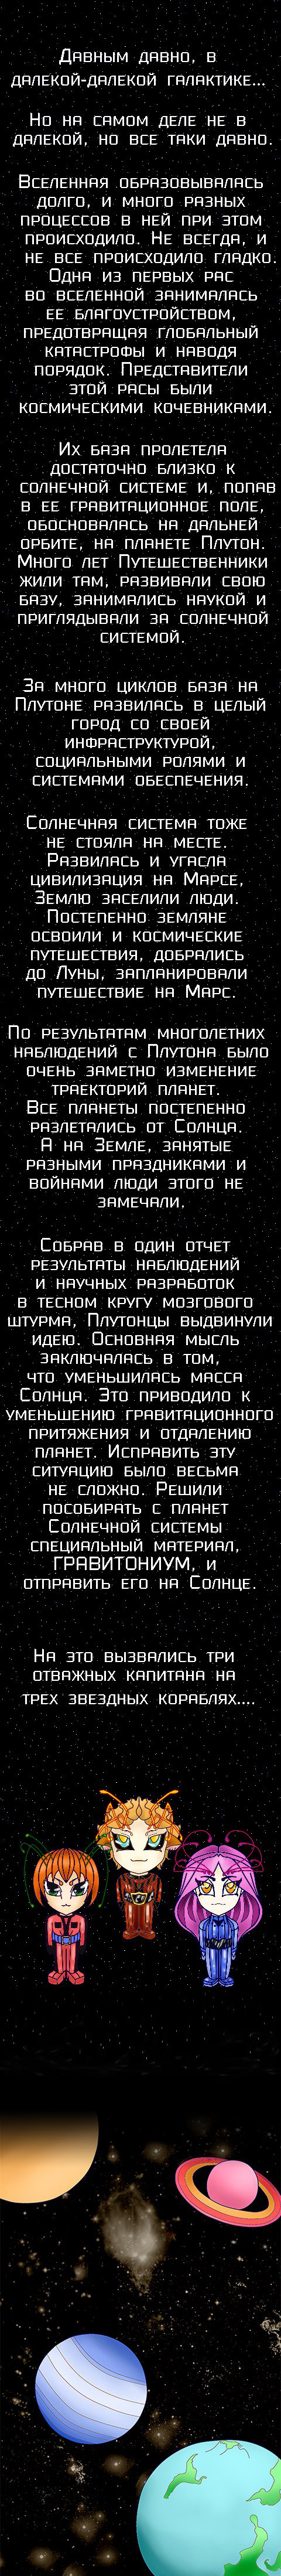 Давным давно, в
далекой-далекой галактике...
Но на самом деле не в
далекой, но все таки давно.
Вселенная образовывалась
долго, и много разных
процессов в ней при этом
происходило. Не всегда, и
не все происходило гладко.
Одна из первых рас
во вселенной занималась
ее благоустройством,
предотвращая глобальный
катастрофы и наводя
порядок. Представители
этой расы были
космическими кочевниками.
Их база пролетела
достаточно близко к
солнечной системе и, попав
в ее гравитационное поле,
обосновалась на дальней
орбите, на планете Плутон.
Много лет Путешественники
жили там, развивали свою
базу, занимались наукой и
приглядывали за солнечной
системой.
За много циклов база на
Плутоне развилась в целый
город со своей
инфраструктурой,
социальными ролями и
системами обеспечения.
Солнечная система тоже
не стояла на месте.
Развилась и угасла
цивилизация на Марсе,
Землю заселили люди.
Постепенно земляне
освоили и космические
путешествия, добрались
до Луны, запланировали
путешествие на Марс.
По результатам многолетних
наблюдений с Плутона было
очень заметно изменение
траекторий планет.
Все планеты постепенно
разлетались от Солнца.
А на Земле, занятые
разными праздниками и
войнами люди этого не
замечали.
Собрав в один отчет
результаты наблюдений
и научных разработок
в тесном кругу мозгового
штурма, Плутонцы выдвинули
идею. Основная мысль
заключалась в том,
что уменьшилась масса
Солнца. Это приводило к
уменьшению гравитационного
притяжения и отдалению
планет. Исправить эту
ситуацию было весьма
не сложно. Решили
пособирать с планет
Солнечной системы
специальный материал,
ГРАВИТОНИУМ, и
отправить его на Солнце.
На это вызвались три
отважных капитана на
трех звездных кораблях....